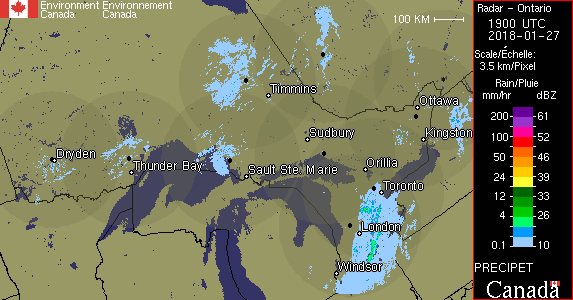 Environment Environnement
Canada Canada
100 KM
Timmins
Ottawa
Sudbury
Kingston
Dryden
Thunder Bay
Sault Ste. Marie
Orillia
Toronto
London
Windsor
Radar - Ontario
1900 UTC
2018-01-27
Scale/Échelle:
3.5 km/Pixel
Rain/Pluie
mm/hr dBZ
200 61
100 52
50 46
24 39
12 33
4 26
0.1 10
PRECIPET
Canada